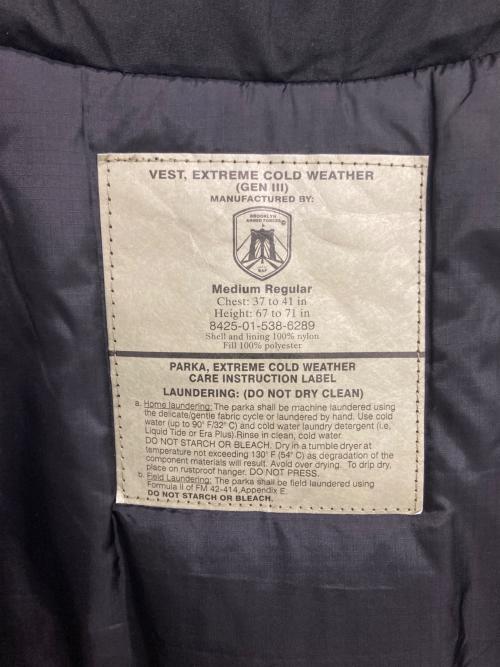 VEST, EXTREME COLD WEATHER
(GEN III)
MANUFACTURED BY:
BROOKLYN
ARMED FORCES
BAF
Medium Regular
Chest: 37 to 41 in
Height: 67 to 71 in
8425-01-538-6289
Shell and lining 100% nylon
Fill 100% polyester
PARKA, EXTREME COLD WEATHER
CARE INSTRUCTION LABEL
LAUNDERING: (DO NOT DRY CLEAN)
a. Home laundering: The parka shall be machine laundered using
the delicate/gentle fabric cycle or laundered by hand. Use cold
water (up to 90° F/32° C) and cold water laundry detergent (i.e,
Liquid Tide or Era Plus).Rinse in clean, cold water.
DO NOT STARCH OR BLEACH. Dry in a tumble dryer at
temperature not exceeding 130° F (54° C) as degradation of the
component materials will result. Avoid over drying. To drip dry,
place on rustproof hanger. DO NOT PRESS.
b. Field Laundering: The parka shall be field laundered using
Formula II of FM 42-414,Appendix E.
DO NOT STARCH OR BLEACH.